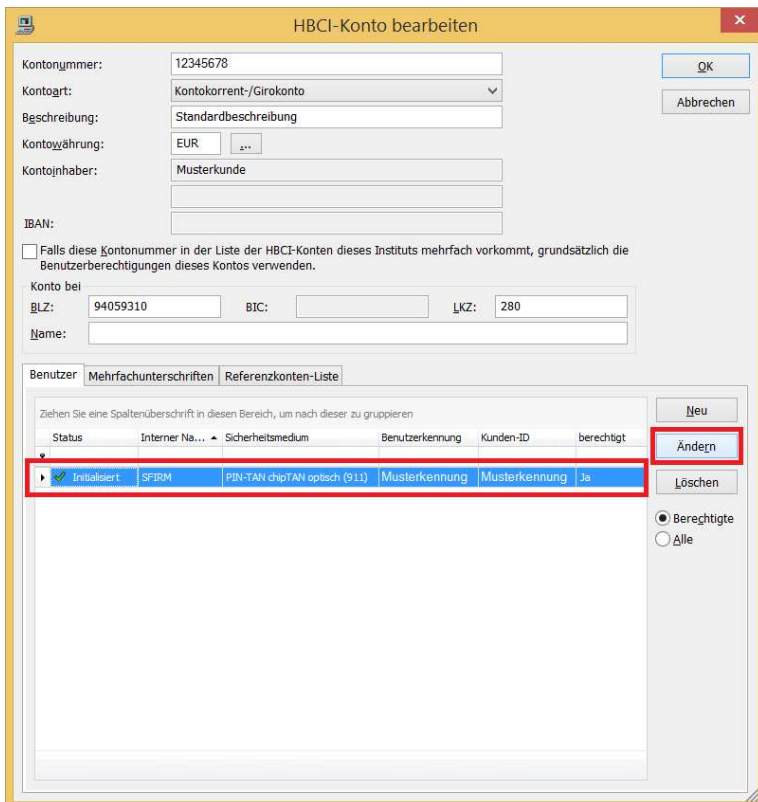 HBCI-Konto bearbeiten
Kontonummer: 12345678
OK
Kontoart: Kontokorrent-/Girokonto
Abbrechen
Beschreibung: Standardbeschreibung
Kontowährung: EUR ...
Kontoinhaber: Musterkunde
IBAN:
Falls diese Kontonummer in der Liste der HBCI-Konten dieses Instituts mehrfach vorkommt, grundsätzlich die
Benutzerberechtigungen dieses Kontos verwenden.
Konto bei
BLZ: 94059310 BIC: LKZ: 280
Name:
Benutzer Mehrfachunterschriften Referenzkonten-Liste
Ziehen Sie eine Spaltenüberschrift in diesen Bereich, um nach dieser zu gruppieren
Neu
Status Interner Na... Sicherheitsmedium Benutzerkennung Kunden-ID berechtigt
Ändern
Initialisiert SFIRM PIN-TAN chipTAN optisch (911) Musterkennung Musterkennung Ja
Löschen
Berechtigte
Alle